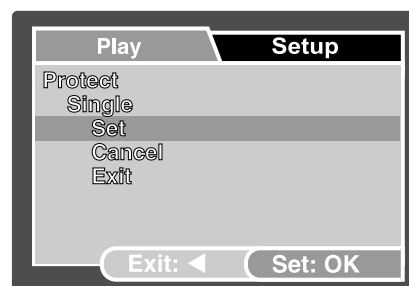 Play Setup
Protect
Single
Set
Cancel
Exit
Exit: ◀ Set: OK